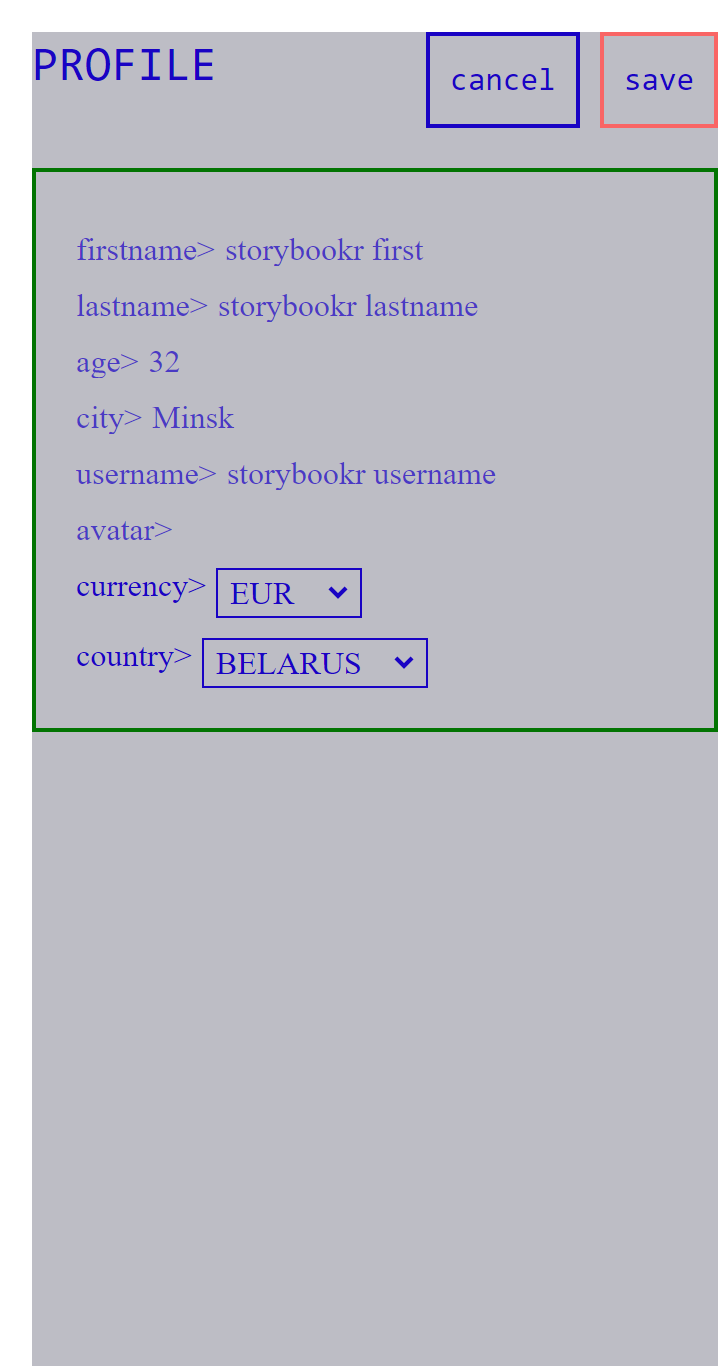 PROFILE cancel save
firstname> storybookr first
lastname> storybookr lastname
age> 32
city> Minsk
username> storybookr username
avatar>
currency> EUR
country> BELARUS